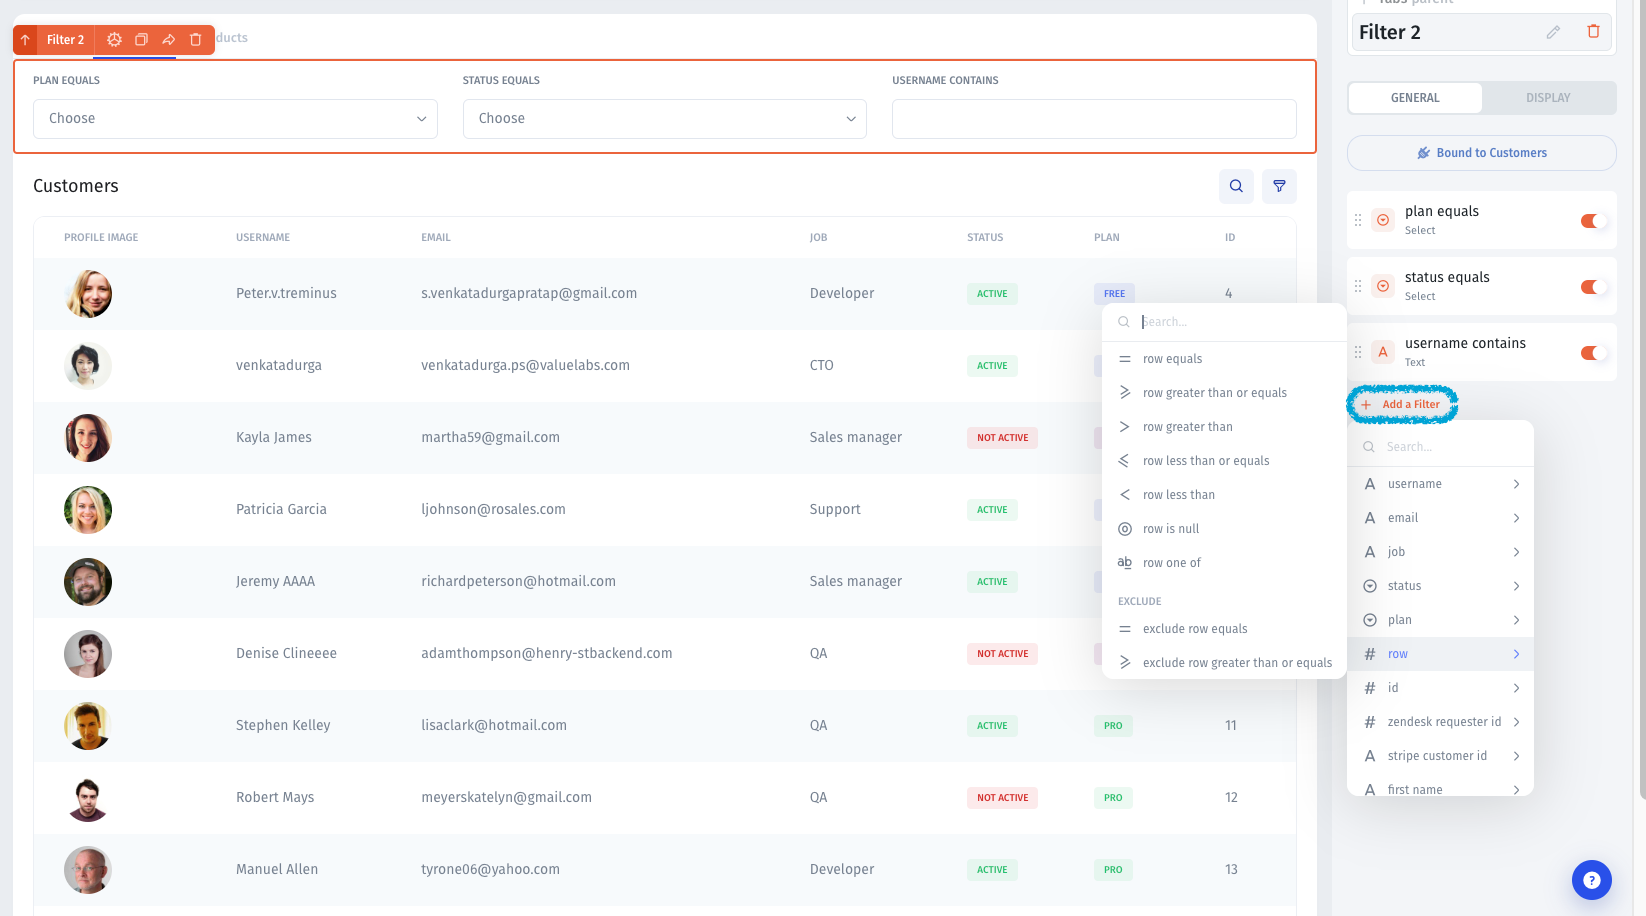 Tabs parent
Filter 2
ducts
Filter 2
PLAN EQUALS
STATUS EQUALS
USERNAME CONTAINS
Choose
Choose
GENERAL
DISPLAY
Bound to Customers
Customers
plan equals
Select
status equals
Select
username contains
Text
Add a Filter
PROFILE IMAGE USERNAME EMAIL JOB STATUS PLAN ID
Peter.v.treminus s.venkatadurgapratap@gmail.com Developer ACTIVE FREE 4
venkatadurga venkatadurga.ps@valuelabs.com CTO ACTIVE
Kayla James martha59@gmail.com Sales manager NOT ACTIVE
Patricia Garcia ljohnson@rosales.com Support ACTIVE
Jeremy AAAA richardpeterson@hotmail.com Sales manager ACTIVE
Denise Clineeee adamthompson@henry-stbackend.com QA NOT ACTIVE
Stephen Kelley lisaclark@hotmail.com QA ACTIVE PRO 11
Robert Mays meyerskatelyn@gmail.com QA NOT ACTIVE PRO 12
Manuel Allen tyrone06@yahoo.com Developer ACTIVE PRO 13
Search...
row equals
row greater than or equals
row greater than
row less than or equals
row less than
row is null
row one of
EXCLUDE
exclude row equals
exclude row greater than or equals
Search...
username
email
job
status
plan
row
id
zendesk requester id
stripe customer id
first name